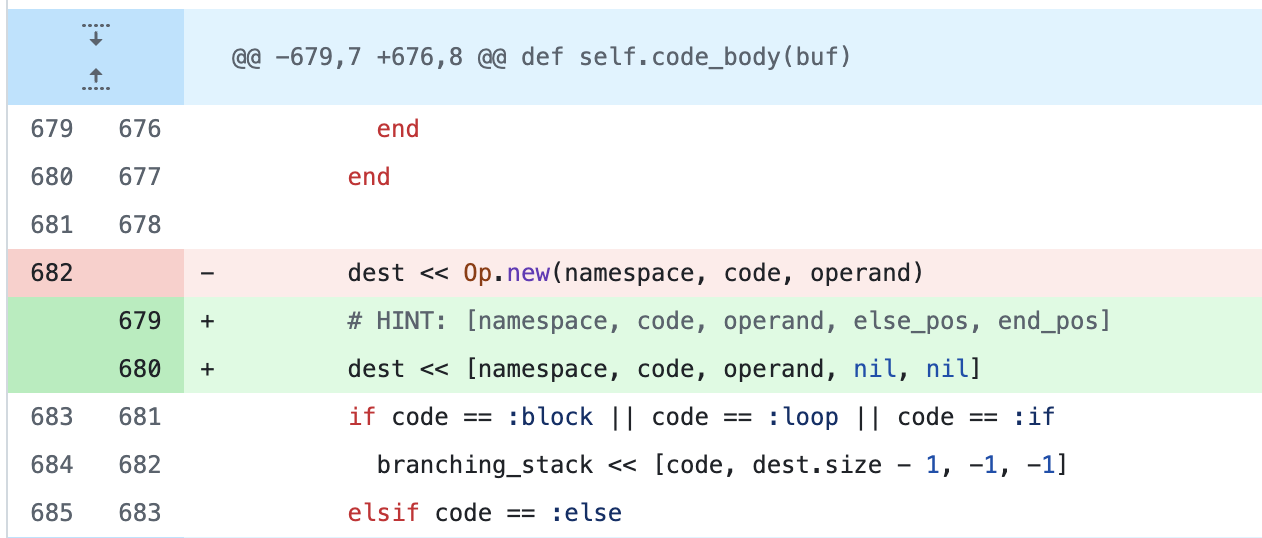 @@ -679,7 +676,8 @@ def self.code_body(buf)
679 676 end
680 677 end
681 678
682 - dest << Op.new(namespace, code, operand)
679 + # HINT: [namespace, code, operand, else_pos, end_pos]
680 + dest << [namespace, code, operand, nil, nil]
683 681 if code == :block || code == :loop || code == :if
684 682 branching_stack << [code, dest.size - 1, -1, -1]
685 683 elsif code == :else